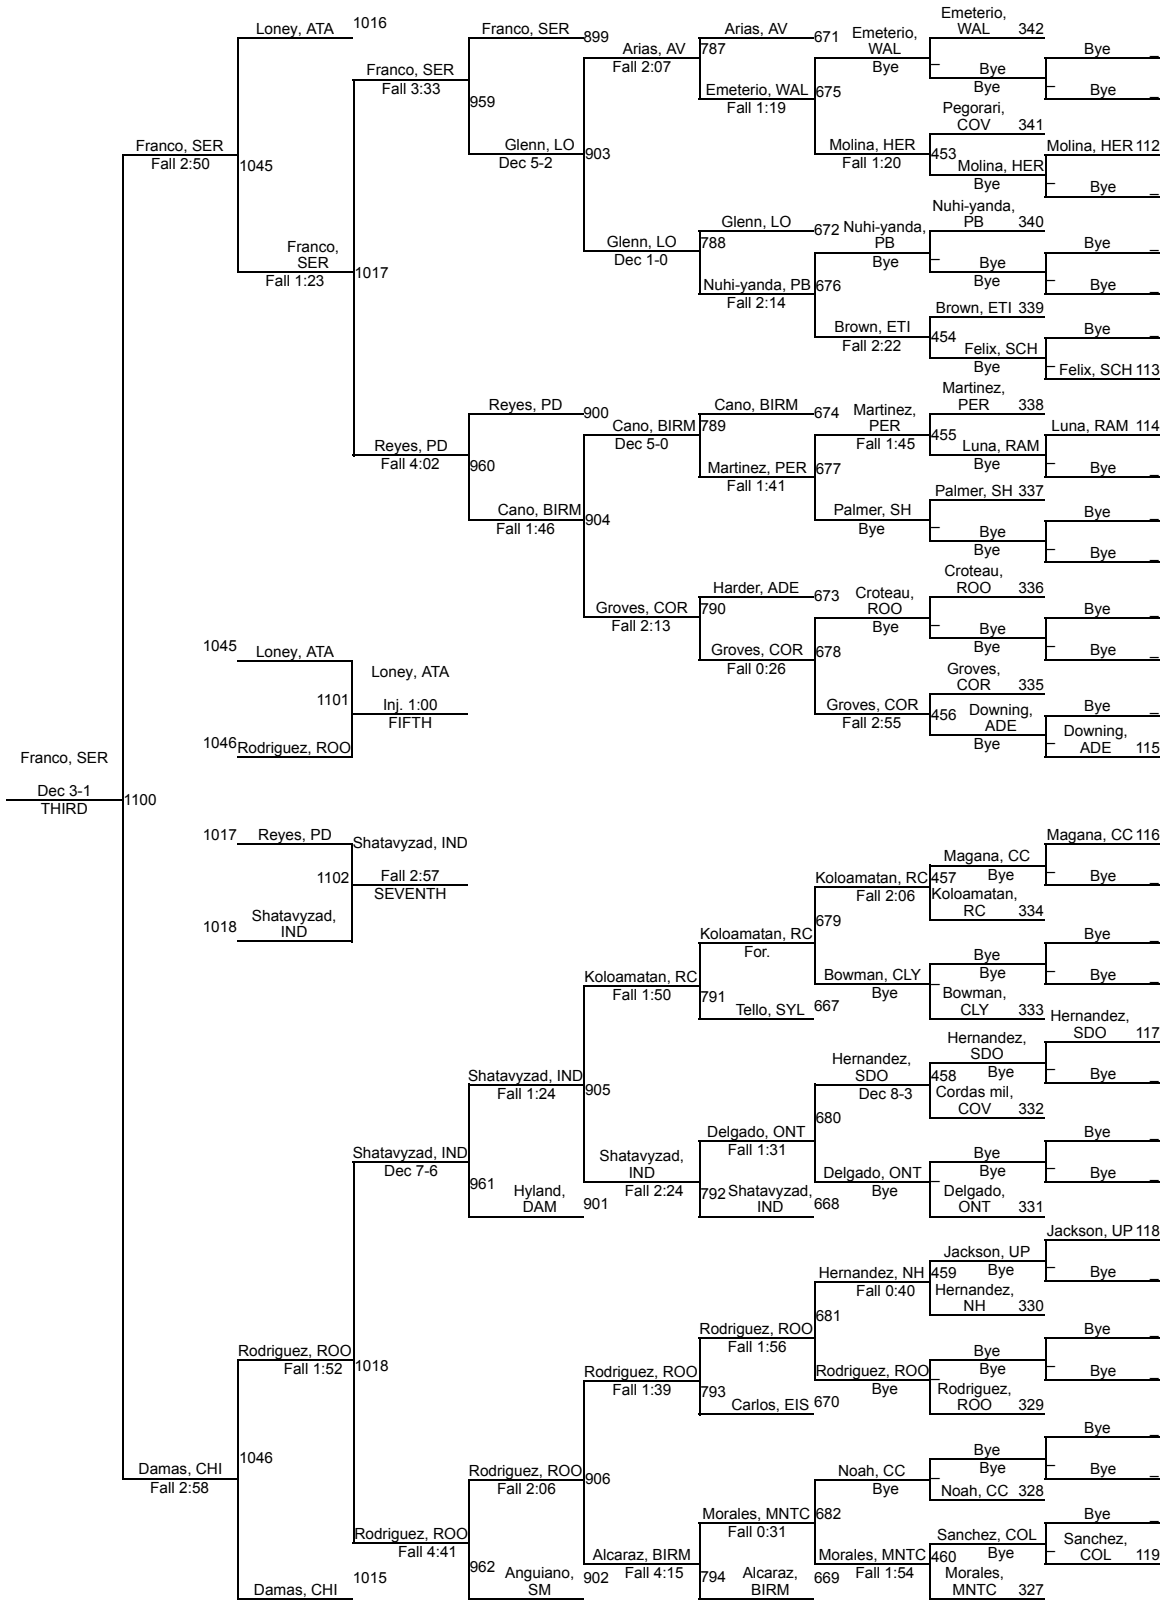 Loney, ATA 1016
Franco, SER 899
Arias, AV 671
Emeterio, WAL 342
Arias, AV
Fall 2:07
787
Emeterio, WAL
Bye
Bye _
Franco, SER
Fall 3:33
959
Emeterio, WAL
Fall 1:19
675
_ Bye
Bye
_ Bye _
Pegorari, COV 341
Franco, SER
Fall 2:50
1045
Glenn, LO
Dec 5-2
903
Molina, HER
Fall 1:20
453
Molina, HER
Bye
Molina, HER 112
_ Bye _
Glenn, LO 672
Nuhi-yanda, PB 340
Franco, SER
Fall 1:23
1017
Glenn, LO
Dec 1-0
788
Nuhi-yanda, PB
Bye
Bye _
Nuhi-yanda, PB
Fall 2:14
676
_ Bye
Bye
_ Bye _
Brown, ETI 339
Brown, ETI
Fall 2:22
454
Felix, SCH
Bye
Bye _
_ Felix, SCH 113
Reyes, PD 900
Cano, BIRM 674
Martinez, PER 338
Cano, BIRM
Dec 5-0
789
Martinez, PER
Fall 1:45
455
Luna, RAM 114
Reyes, PD
Fall 4:02
960
Martinez, PER
Fall 1:41
677
Luna, RAM
Bye
_ Bye _
Palmer, SH 337
Cano, BIRM
Fall 1:46
904
Palmer, SH
Bye
_ Bye
Bye
Bye _
_ Bye _
Harder, ADE 673
Croteau, ROO 336
Groves, COR
Fall 2:13
790
Croteau, ROO
Bye
Bye _
Groves, COR
Fall 0:26
678
_ Bye
Bye
_ Bye _
1045 Loney, ATA
Groves, COR 335
1101
Loney, ATA
Inj. 1:00
FIFTH
Groves, COR
Fall 2:55
456
Downing, ADE
Bye
Bye _
_ Downing, ADE 115
1046 Rodriguez, ROO
Franco, SER
Dec 3-1
THIRD
1100
1017 Reyes, PD
1102
Shatavyzad, IND
Fall 2:57
SEVENTH
1018 Shatavyzad, IND
Magana, CC 116
Koloamatan, RC
Fall 2:06
457
Magana, CC
Bye
_ Bye _
Koloamatan, RC 334
Koloamatan, RC
For.
679
Bye _
Koloamatan, RC
Fall 1:50
791
Bowman, CLY
Bye
_ Bye
Bye
_ Bye _
Tello, SYL 667
Bowman, CLY 333
Hernandez, SDO 117
Shatavyzad, IND
Fall 1:24
905
Hernandez, SDO
Dec 8-3
458
Hernandez, SDO
Bye
_ Bye _
Cordas mil, COV 332
Shatavyzad, IND
Dec 7-6
961
Delgado, ONT
Fall 1:31
680
Bye _
Shatavyzad, IND
Fall 2:24
792
Delgado, ONT
Bye
_ Bye
Bye
_ Bye _
Hyland, DAM 901
Shatavyzad, IND 668
Delgado, ONT 331
Jackson, UP 118
Hernandez, NH
Fall 0:40
459
Jackson, UP
Bye
_ Bye _
Hernandez, NH 330
Rodriguez, ROO
Fall 1:52
1018
Rodriguez, ROO
Fall 1:56
681
Bye _
Rodriguez, ROO
Fall 1:39
793
Rodriguez, ROO
Bye
_ Bye
Bye
_ Bye _
Carlos, EIS 670
Rodriguez, ROO 329
Damas, CHI
Fall 2:58
1046
Rodriguez, ROO
Fall 2:06
906
Noah, CC
Bye
_ Bye
Bye
Bye _
_ Bye _
Noah, CC 328
Rodriguez, ROO
Fall 4:41
962
Morales, MNTC
Fall 0:31
682
Bye _
Alcaraz, BIRM
Fall 4:15
794
Morales, MNTC
Fall 1:54
460
Sanchez, COL
Bye
_ Sanchez, COL 119
Damas, CHI 1015
Anguiano, SM 902
Alcaraz, BIRM 669
Morales, MNTC 327